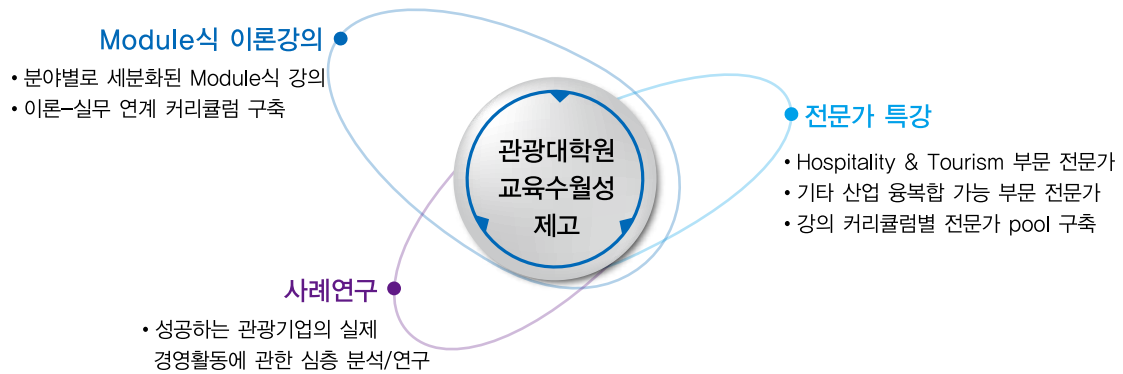 Module식 이론강의
• 분야별로 세분화된 Module식 강의
• 이론-실무 연계 커리큘럼 구축
관광대학원
교육수월성
제고
전문가 특강
• Hospitality & Tourism 부문 전문가
• 기타 산업 융복합 가능 부문 전문가
• 강의 커리큘럼별 전문가 pool 구축
사례연구
• 성공하는 관광기업의 실제
경영활동에 관한 심층 분석/연구